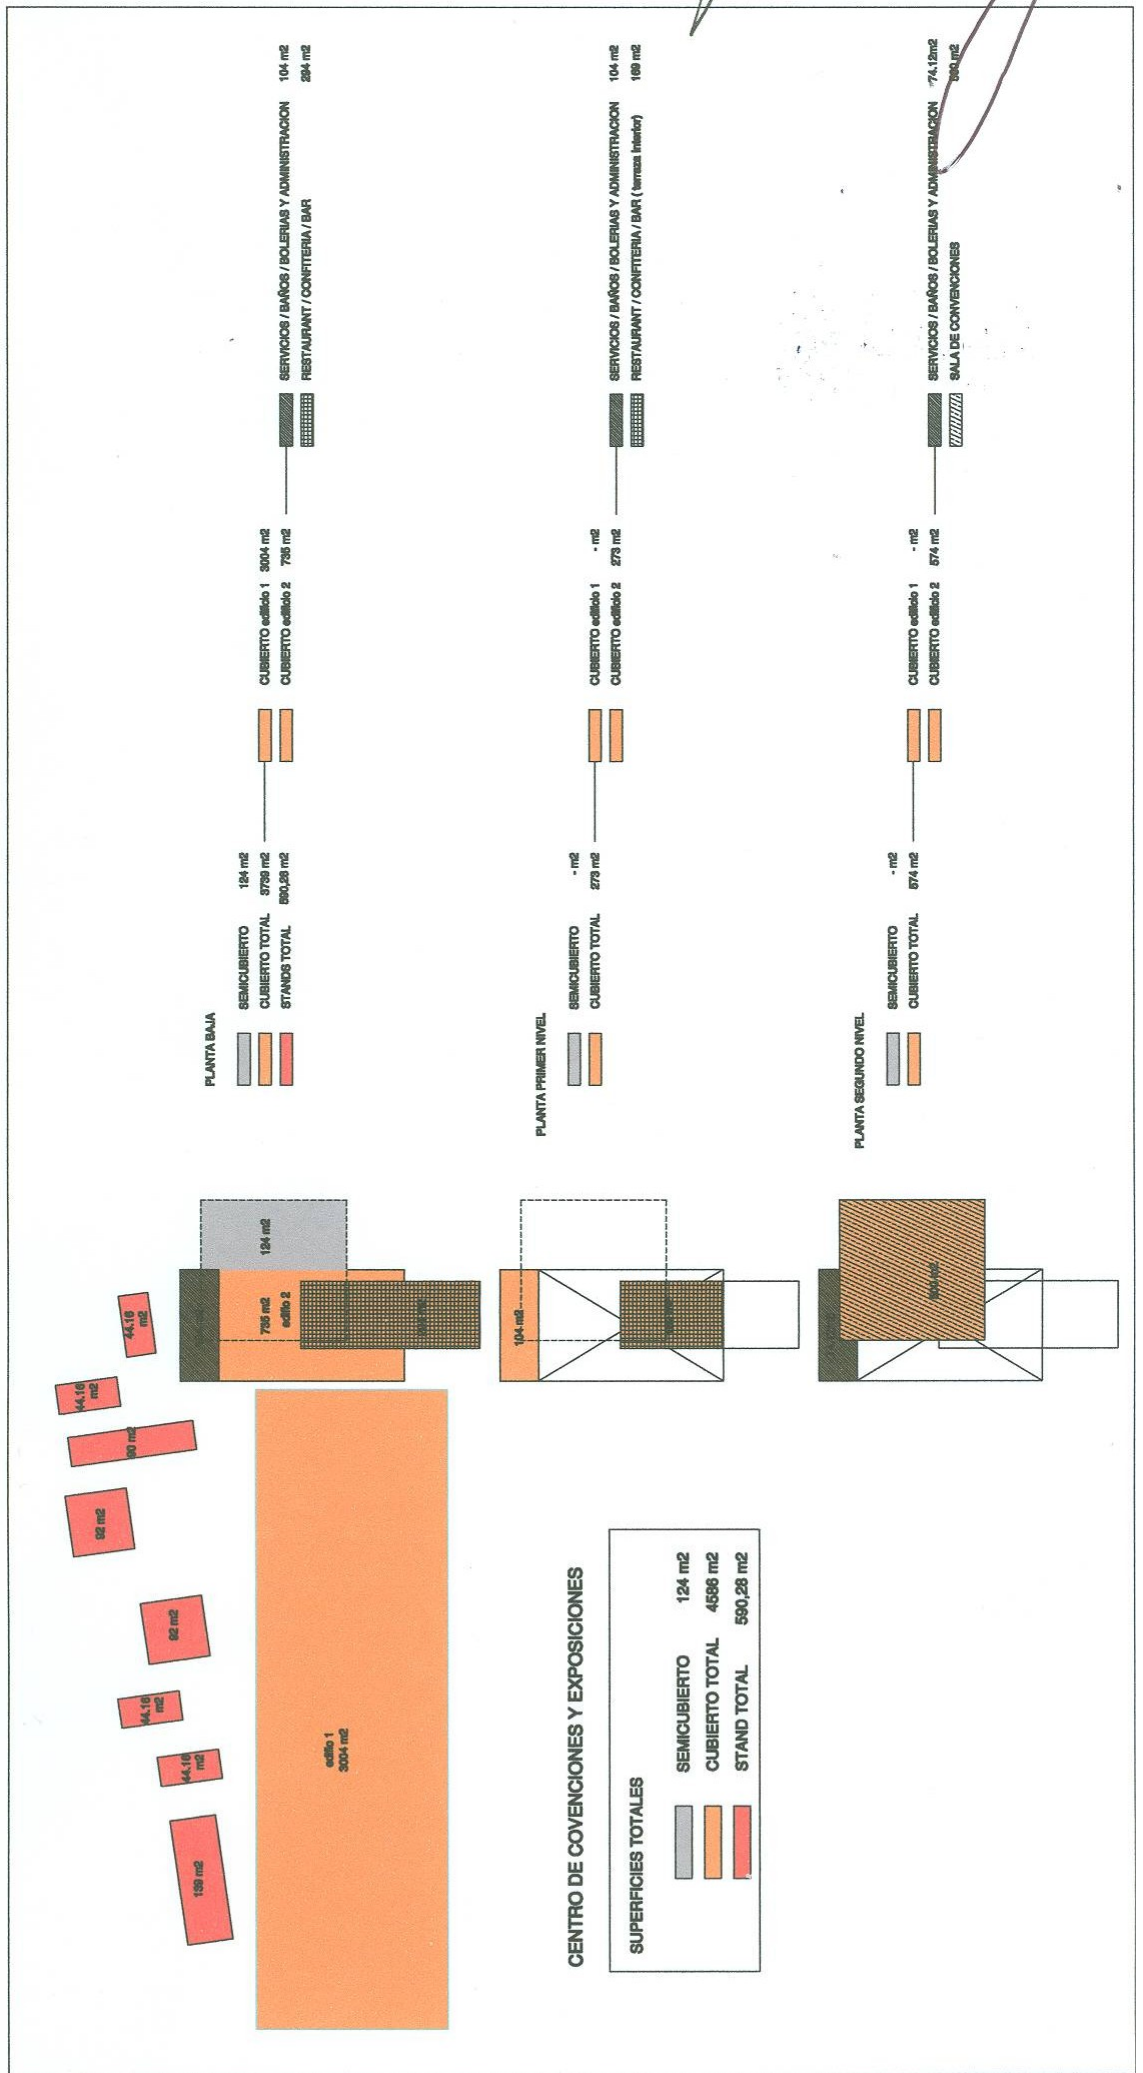 44.16
m2
44.16
m2
90 m2
92 m2
92 m2
44.16
m2
44.16
m2
139 m2
edifio 1
3004 m2
735 m2
edifio 2
124 m2
PLANTA BAJA
SEMICUBIERTO 124 m2
CUBIERTO TOTAL 3739 m2
STANDS TOTAL 590,28 m2
CUBIERTO edificio 1 3004 m2
CUBIERTO edificio 2 735 m2
SERVICIOS / BAÑOS / BOLERIAS Y ADMINISTRACION 104 m2
RESTAURANT / CONFITERIA / BAR 294 m2
104 m2
PLANTA PRIMER NIVEL
SEMICUBIERTO - m2
CUBIERTO TOTAL 273 m2
CUBIERTO edificio 1 - m2
CUBIERTO edificio 2 273 m2
SERVICIOS / BAÑOS / BOLERIAS Y ADMINISTRACION 104 m2
RESTAURANT / CONFITERIA / BAR ( terraza interior) 169 m2
PLANTA SEGUNDO NIVEL
SEMICUBIERTO - m2
CUBIERTO TOTAL 574 m2
CUBIERTO edificio 1 - m2
CUBIERTO edificio 2 574 m2
SERVICIOS / BAÑOS / BOLERIAS Y ADMINISTRACION 74.12m2
SALA DE CONVENCIONES m2
CENTRO DE COVENCIONES Y EXPOSICIONES
SUPERFICIES TOTALES
SEMICUBIERTO 124 m2
CUBIERTO TOTAL 4586 m2
STAND TOTAL 590,28 m2